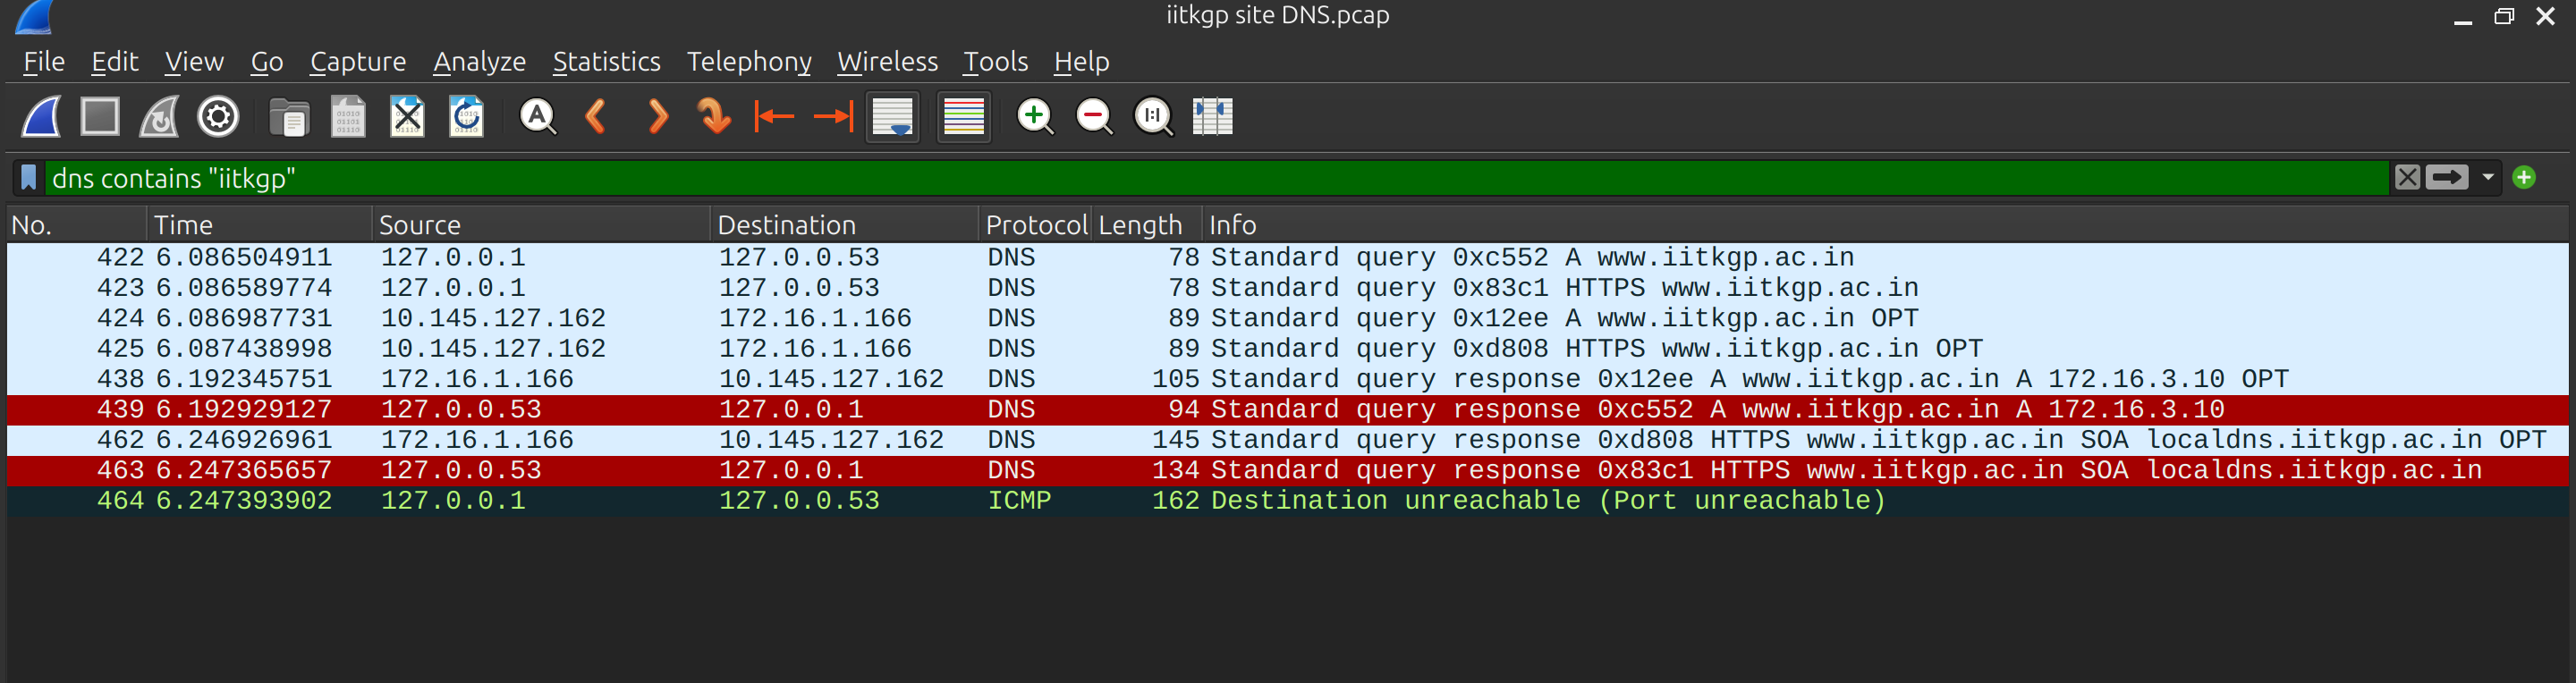 iitkgp site DNS.pcap
File Edit View Go Capture Analyze Statistics Telephony Wireless Tools Help
dns contains "iitkgp"
No. Time Source Destination Protocol Length Info
422 6.086504911 127.0.0.1 127.0.0.53 DNS 78 Standard query 0xc552 A www.iitkgp.ac.in
423 6.086589774 127.0.0.1 127.0.0.53 DNS 78 Standard query 0x83c1 HTTPS www.iitkgp.ac.in
424 6.086987731 10.145.127.162 172.16.1.166 DNS 89 Standard query 0x12ee A www.iitkgp.ac.in OPT
425 6.087438998 10.145.127.162 172.16.1.166 DNS 89 Standard query 0xd808 HTTPS www.iitkgp.ac.in OPT
438 6.192345751 172.16.1.166 10.145.127.162 DNS 105 Standard query response 0x12ee A www.iitkgp.ac.in A 172.16.3.10 OPT
439 6.192929127 127.0.0.53 127.0.0.1 DNS 94 Standard query response 0xc552 A www.iitkgp.ac.in A 172.16.3.10
462 6.246926961 172.16.1.166 10.145.127.162 DNS 145 Standard query response 0xd808 HTTPS www.iitkgp.ac.in SOA localdns.iitkgp.ac.in OPT
463 6.247365657 127.0.0.53 127.0.0.1 DNS 134 Standard query response 0x83c1 HTTPS www.iitkgp.ac.in SOA localdns.iitkgp.ac.in
464 6.247393902 127.0.0.1 127.0.0.53 ICMP 162 Destination unreachable (Port unreachable)